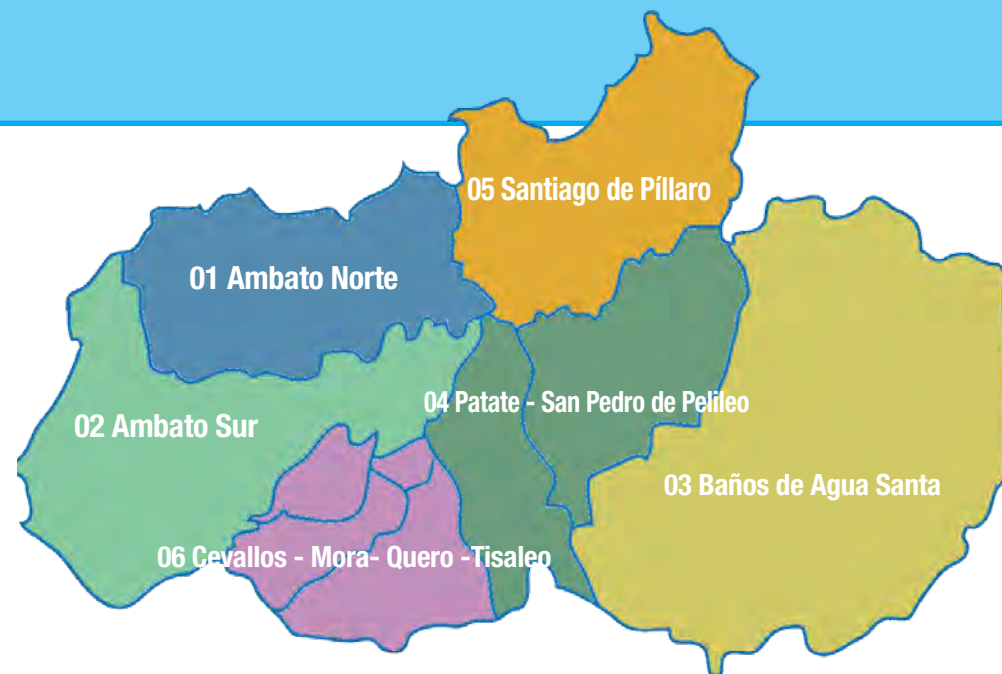 05 Santiago de Píllaro
01 Ambato Norte
04 Patate - San Pedro de Pelileo
02 Ambato Sur
03 Baños de Agua Santa
06 Cevallos - Mora- Quero -Tisaleo